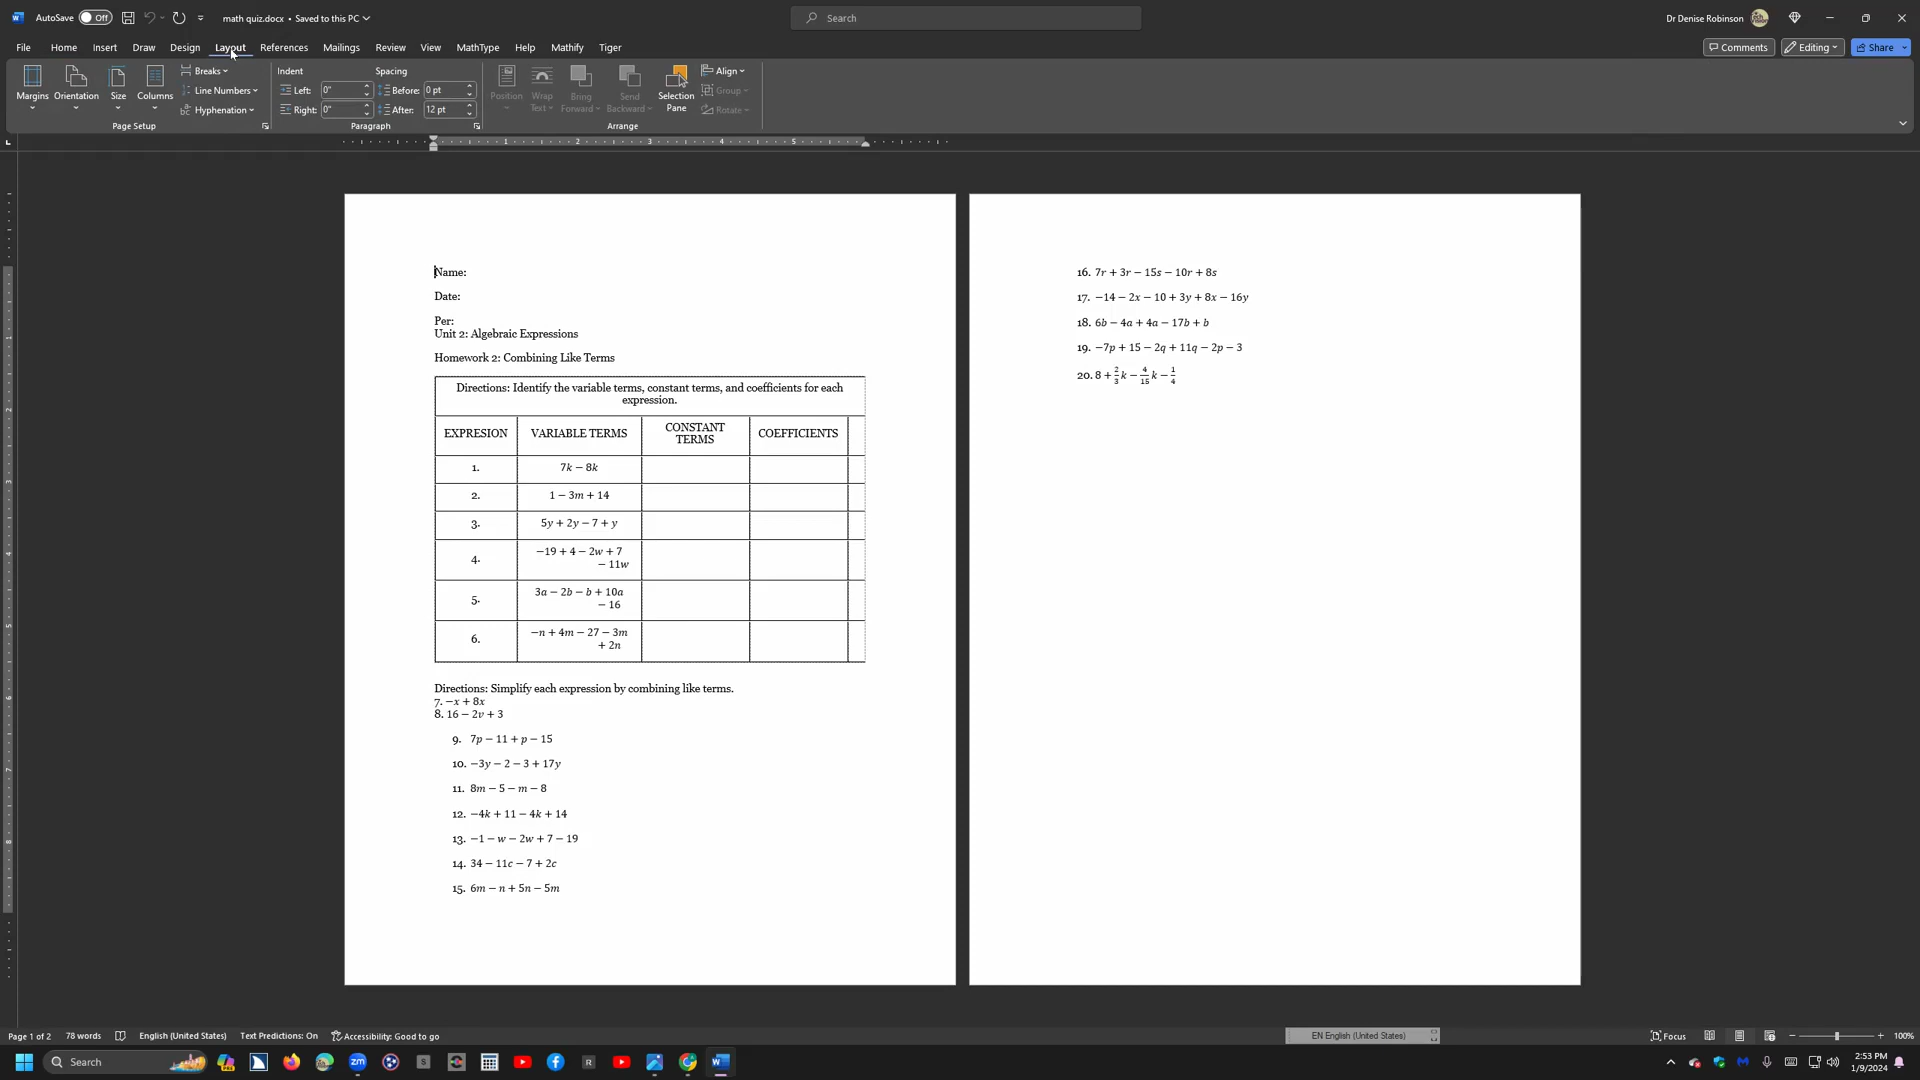 AutoSave Off math quiz.docx • Saved to this PC Search Dr Denise Robinson
File Home Insert Draw Design Layout References Mailings Review View MathType Help Mathify Tiger Comments Editing Share
Margins Orientation Size Columns Breaks Line Numbers Hyphenation
Page Setup
Indent Spacing
Left: 0" Before: 0 pt
Right: 0" After: 12 pt
Paragraph
Position Wrap Text Bring Forward Send Backward Selection Pane Align Group Rotate
Arrange
1 2 3 4 5
Name:
Date:
Per:
Unit 2: Algebraic Expressions
Homework 2: Combining Like Terms
Directions: Identify the variable terms, constant terms, and coefficients for each
expression.
EXPRESION VARIABLE TERMS CONSTANT TERMS COEFFICIENTS
1. 7k − 8k
2. 1 − 3m + 14
3. 5y + 2y − 7 + y
4. −19 + 4 − 2w + 7
− 11w
5. 3a − 2b − b + 10a
− 16
6. −n + 4m − 27 − 3m
+ 2n
Directions: Simplify each expression by combining like terms.
7. −x + 8x
8. 16 − 2v + 3
9. 7p − 11 + p − 15
10. −3y − 2 − 3 + 17y
11. 8m − 5 − m − 8
12. −4k + 11 − 4k + 14
13. −1 − w − 2w + 7 − 19
14. 34 − 11c − 7 + 2c
15. 6m − n + 5n − 5m
16. 7r + 3r − 15s − 10r + 8s
17. −14 − 2x − 10 + 3y + 8x − 16y
18. 6b − 4a + 4a − 17b + b
19. −7p + 15 − 2q + 11q − 2p − 3
20. 8 + 2/3 k − 4/15 k − 1/4
Page 1 of 2 78 words English (United States) Text Predictions: On Accessibility: Good to go EN English (United States) Focus 100%
Search 2:53 PM
1/9/2024